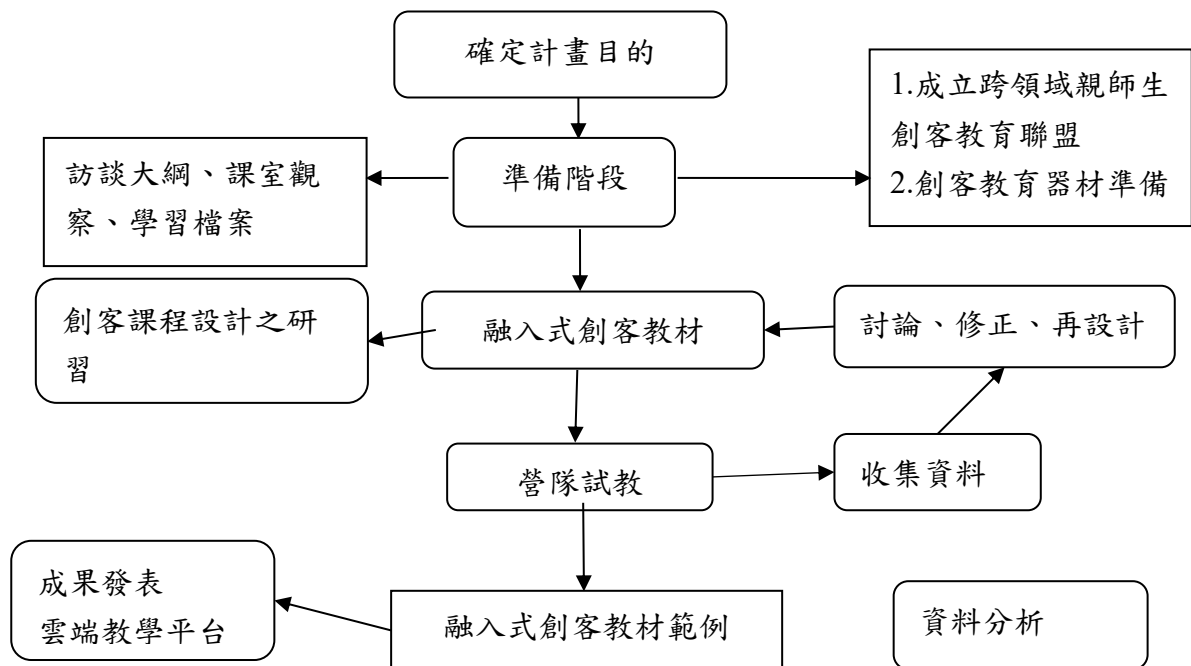 確定計畫目的
1.成立跨領域親師生
創客教育聯盟
2.創客教育器材準備
訪談大綱、課室觀
察、學習檔案
準備階段
創客課程設計之研
習
融入式創客教材
討論、修正、再設計
營隊試教
收集資料
成果發表
雲端教學平台
融入式創客教材範例
資料分析